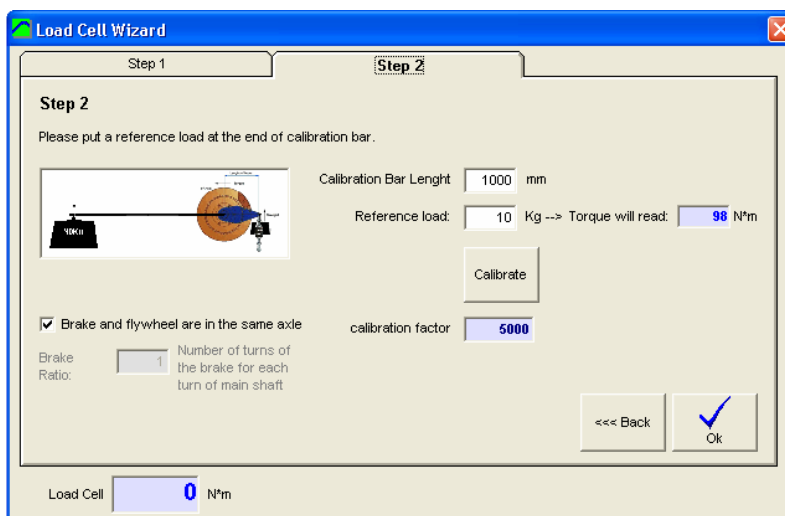 Load Cell Wizard
Step 1
Step 2
Step 2
Please put a reference load at the end of calibration bar.
Calibration Bar Lenght 1000 mm
Reference load: 10 Kg --> Torque will read: 98 N*m
Calibrate
Brake and flywheel are in the same axle
calibration factor 5000
Brake
Ratio:
1
Number of turns of
the brake for each
turn of main shaft
<<< Back
Ok
Load Cell 0 N*m